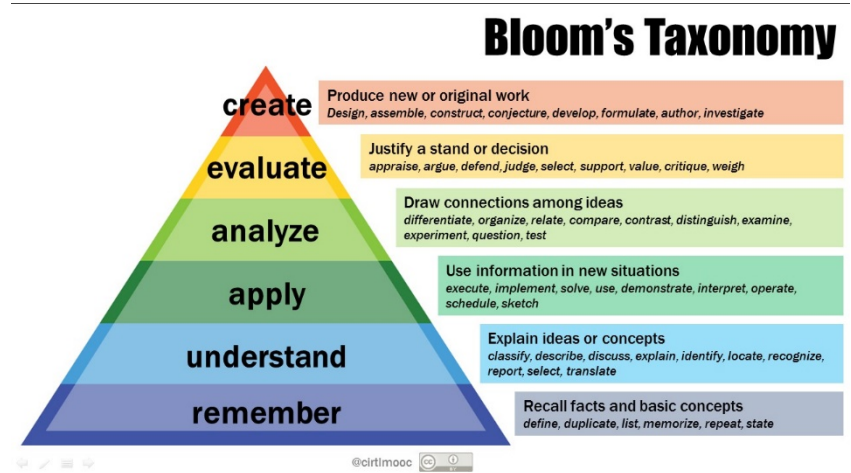 Bloom's Taxonomy
create
Produce new or original work
Design, assemble, construct, conjecture, develop, formulate, author, investigate
evaluate
Justify a stand or decision
appraise, argue, defend, judge, select, support, value, critique, weigh
analyze
Draw connections among ideas
differentiate, organize, relate, compare, contrast, distinguish, examine,
experiment, question, test
apply
Use information in new situations
execute, implement, solve, use, demonstrate, interpret, operate,
schedule, sketch
understand
Explain ideas or concepts
classify, describe, discuss, explain, identify, locate, recognize,
report, select, translate
remember
Recall facts and basic concepts
define, duplicate, list, memorize, repeat, state
@cirtlmooc cc